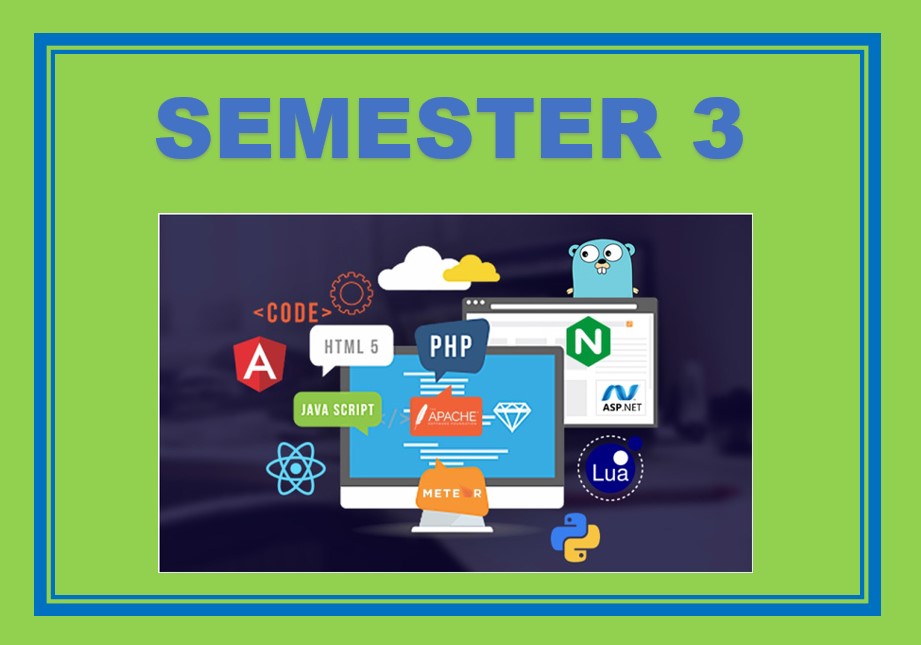 SEMESTER 3
<CODE>
HTML 5
PHP
N
A
ASP.NET
JAVA SCRIPT
</>
APACHE
Lua
METEOR